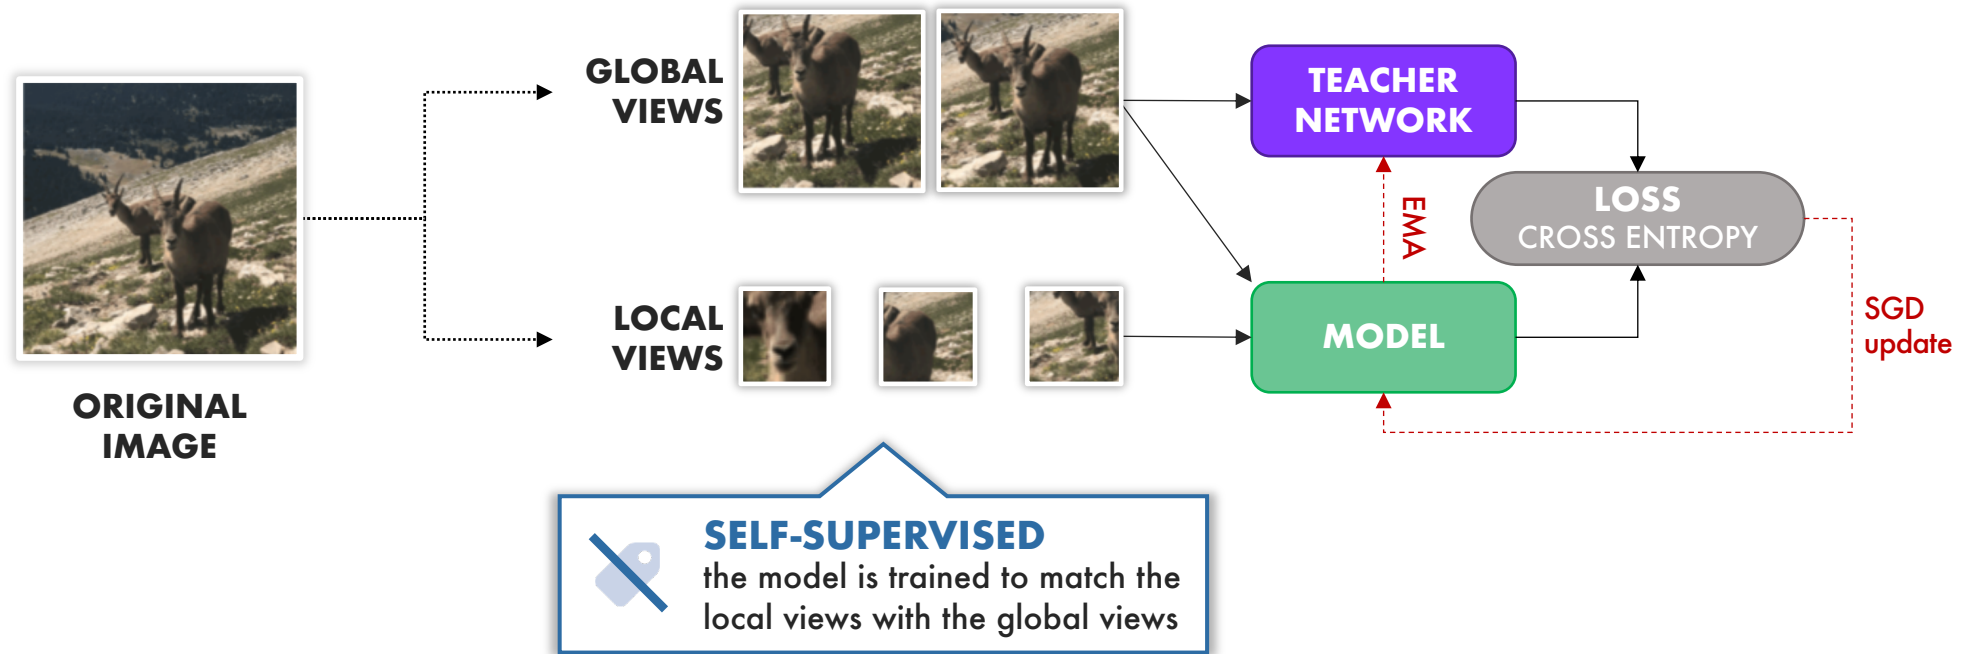 GLOBAL
VIEWS
TEACHER
NETWORK
LOSS
CROSS ENTROPY
EMA
LOCAL
VIEWS
MODEL
SGD
update
ORIGINAL
IMAGE
SELF-SUPERVISED
the model is trained to match the
local views with the global views